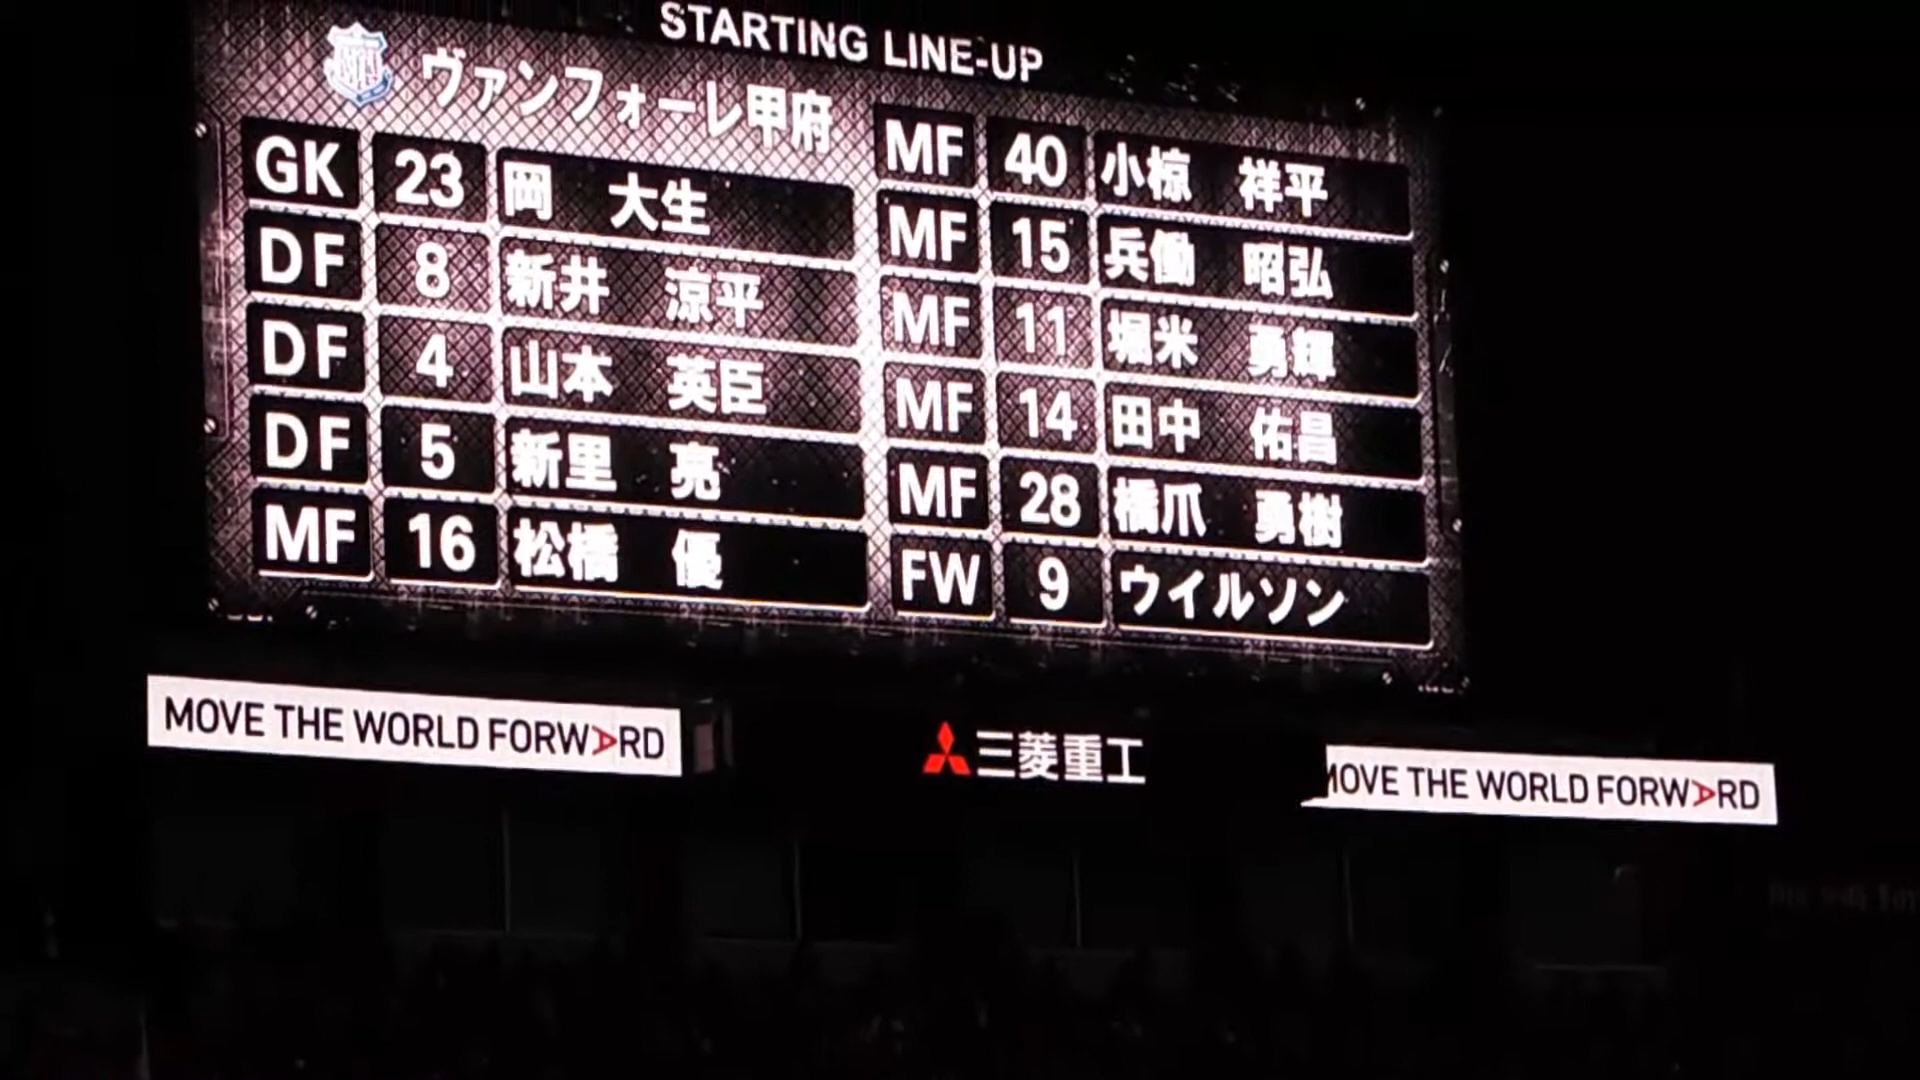 STARTING LINE-UP
ヴァンフォーレ甲府
GK 23 岡 大生
DF 8 新井 涼平
DF 4 山本 英臣
DF 5 新里 亮
MF 16 松橋 優
MF 40 小椋 祥平
MF 15 兵働 昭弘
MF 11 堀米 勇輝
MF 14 田中 佑昌
MF 28 橋爪 勇樹
FW 9 ウイルソン
MOVE THE WORLD FORWARD
三菱重工
MOVE THE WORLD FORWARD